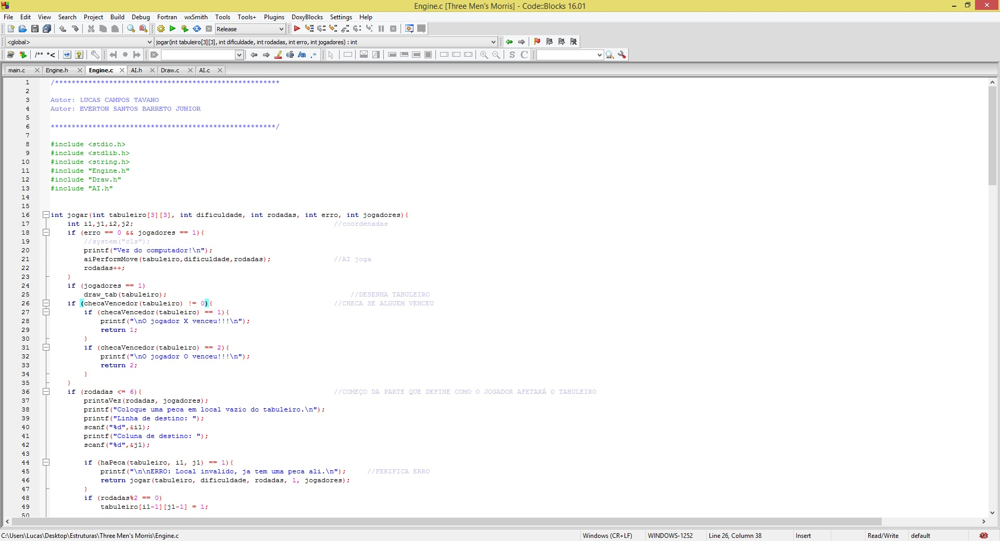 Engine.c [Three Men's Morris] - Code::Blocks 16.01
File Edit View Search Project Build Debug Fortran wxSmith Tools Tools+ Plugins DoxyBlocks Settings Help
Release
<global> jogar(int tabuleiro[3][3], int dificuldade, int rodadas, int erro, int jogadores) : int
/** *< Aa .* S C
main.c Engine.h Engine.c AI.h Draw.c AI.c
1 /******************************************************
2
3 Autor: LUCAS CAMPOS TAVANO
4 Autor: EVERTON SANTOS BARRETO JUNIOR
5
6 ******************************************************/
7
8 #include <stdio.h>
9 #include <stdlib.h>
10 #include <string.h>
11 #include "Engine.h"
12 #include "Draw.h"
13 #include "AI.h"
14
15
16 int jogar(int tabuleiro[3][3], int dificuldade, int rodadas, int erro, int jogadores){
17 int i1,j1,i2,j2; //coordenadas
18 if (erro == 0 && jogadores == 1){
19 //system("cls");
20 printf("Vez do computador!\n");
21 aiPerformMove(tabuleiro,dificuldade,rodadas); //AI joga
22 rodadas++;
23 }
24 if (jogadores == 1)
25 draw_tab(tabuleiro); //DESENHA TABULEIRO
26 if (checaVencedor(tabuleiro) != 0){ //CHECA SE ALGUEM VENCEU
27 if (checaVencedor(tabuleiro) == 1){
28 printf("\nO jogador X venceu!!!\n");
29 return 1;
30 }
31 if (checaVencedor(tabuleiro) == 2){
32 printf("\nO jogador O venceu!!!\n");
33 return 2;
34 }
35 }
36 if (rodadas <= 6){ //COMEÇO DA PARTE QUE DEFINE COMO O JOGADOR AFETARÁ O TABULEIRO
37 printaVez(rodadas, jogadores);
38 printf("Coloque uma peca em local vazio do tabuleiro.\n");
39 printf("Linha de destino: ");
40 scanf("%d",&i1);
41 printf("Coluna de destino: ");
42 scanf("%d",&j1);
43
44 if (haPeca(tabuleiro, i1, j1) == 1){
45 printf("\n\nERRO: Local invalido, ja tem uma peca ali.\n"); //FERIFICA ERRO
46 return jogar(tabuleiro, dificuldade, rodadas, 1, jogadores);
47 }
48 if (rodadas%2 == 0)
49 tabuleiro[i1-1][j1-1] = 1;
50
C:\Users\Lucas\Desktop\Estruturas\Three Men's Morris\Engine.c Windows (CR+LF) WINDOWS-1252 Line 26, Column 38 Insert Read/Write default